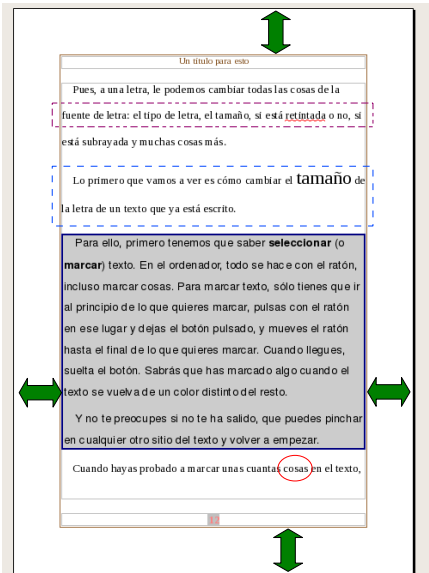 Un título para esto
Pues, a una letra, le podemos cambiar todas las cosas de la
fuente de letra: el tipo de letra, el tamaño, si está retintada o no, si
está subrayada y muchas cosas más.
Lo primero que vamos a ver es cómo cambiar el tamaño de
la letra de un texto que ya está escrito.
Para ello, primero tenemos que saber seleccionar (o
marcar) texto. En el ordenador, todo se hace con el ratón,
incluso marcar cosas. Para marcar texto, sólo tienes que ir
al principio de lo que quieres marcar, pulsas con el ratón
en ese lugar y dejas el botón pulsado, y mueves el ratón
hasta el final de lo que quieres marcar. Cuando llegues,
suelta el botón. Sabrás que has marcado algo cuando el
texto se vuelva de un color distinto del resto.
Y no te preocupes si no te ha salido, que puedes pinchar
en cualquier otro sitio del texto y volver a empezar.
Cuando hayas probado a marcar unas cuantas cosas en el texto,